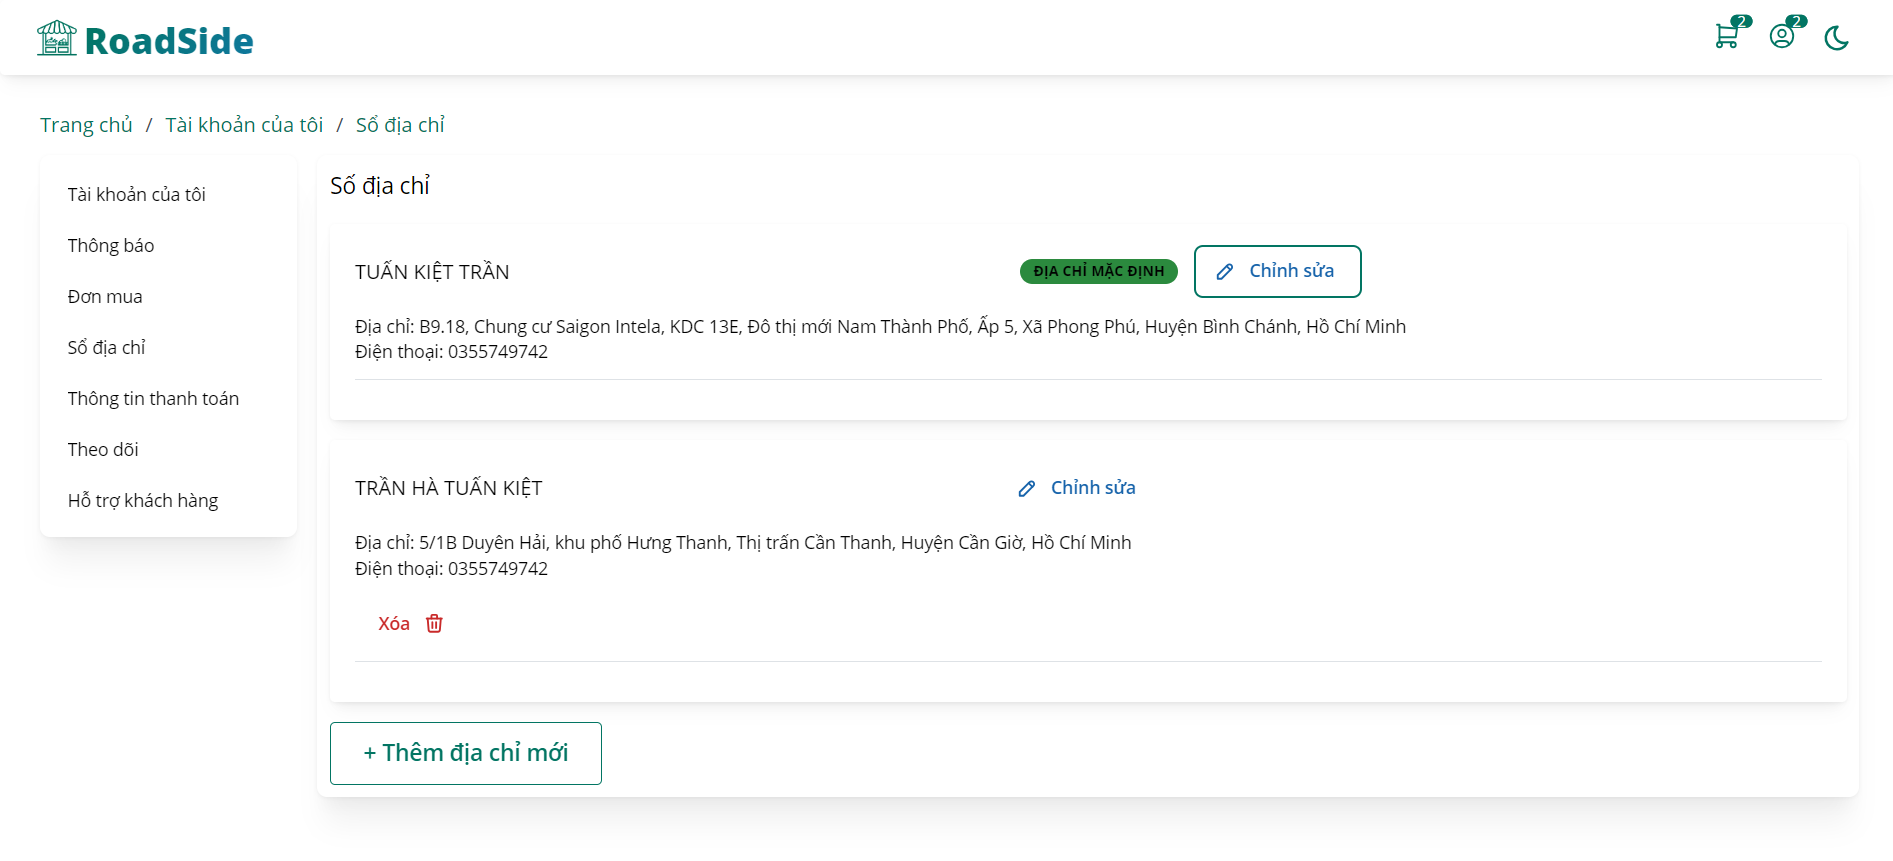 RoadSide
2
2
Trang chủ / Tài khoản của tôi / Sổ địa chỉ
Tài khoản của tôi
Thông báo
Đơn mua
Sổ địa chỉ
Thông tin thanh toán
Theo dõi
Hỗ trợ khách hàng
Số địa chỉ
TUẤN KIỆT TRẦN
ĐỊA CHỈ MẶC ĐỊNH
Chỉnh sửa
Địa chỉ: B9.18, Chung cư Saigon Intela, KDC 13E, Đô thị mới Nam Thành Phố, Ấp 5, Xã Phong Phú, Huyện Bình Chánh, Hồ Chí Minh
Điện thoại: 0355749742
TRẦN HÀ TUẤN KIỆT
Chỉnh sửa
Địa chỉ: 5/1B Duyên Hải, khu phố Hưng Thanh, Thị trấn Cần Thanh, Huyện Cần Giờ, Hồ Chí Minh
Điện thoại: 0355749742
Xóa
+ Thêm địa chỉ mới